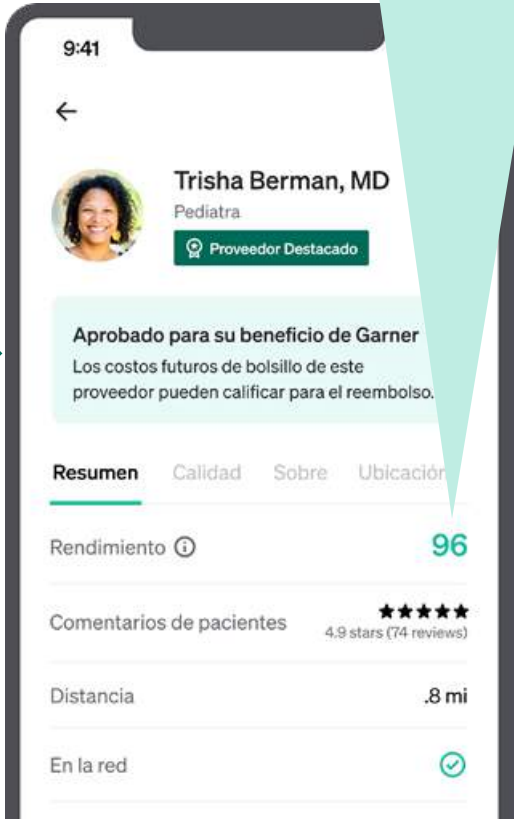 9:41
Trisha Berman, MD
Pediatra
Proveedor Destacado
Aprobado para su beneficio de Garner
Los costos futuros de bolsillo de este
proveedor pueden calificar para el reembolso.
Resumen Calidad Sobre Ubicación
Rendimiento 96
Comentarios de pacientes
4.9 stars (74 reviews)
Distancia .8 mi
En la red